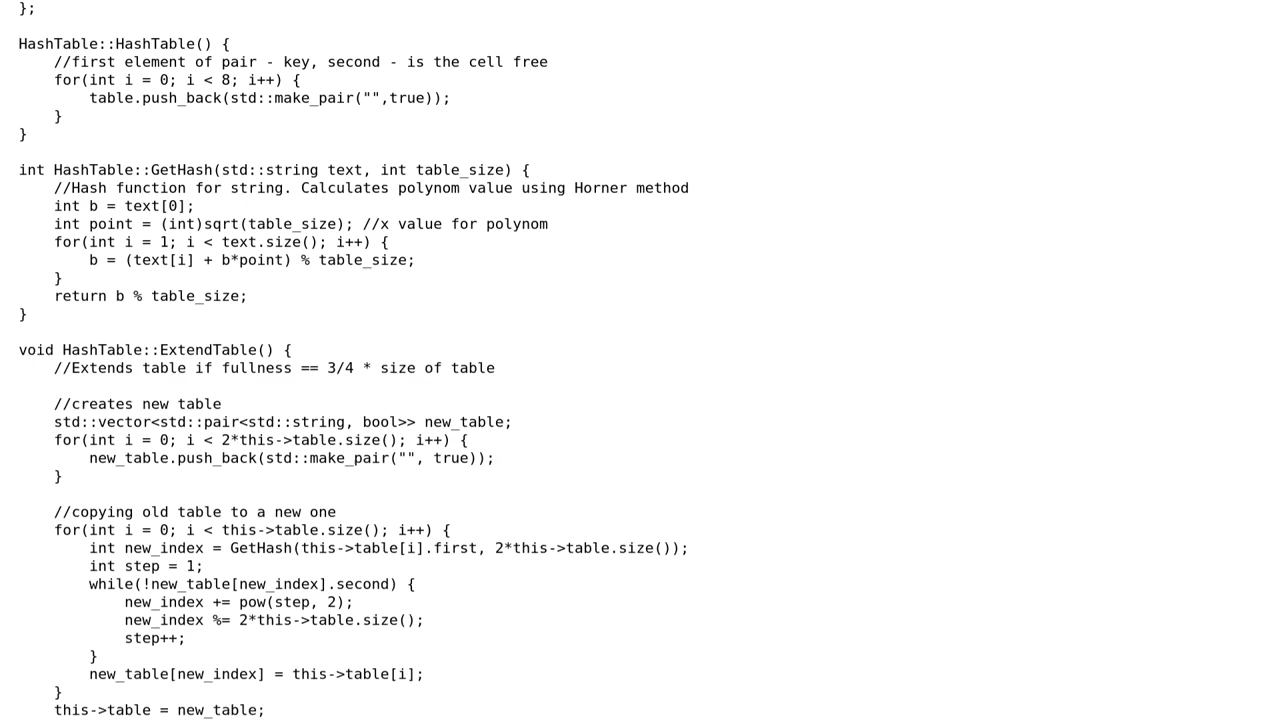 };

HashTable::HashTable() {
    //first element of pair - key, second - is the cell free
    for(int i = 0; i < 8; i++) {
        table.push_back(std::make_pair("",true));
    }
}

int HashTable::GetHash(std::string text, int table_size) {
    //Hash function for string. Calculates polynom value using Horner method
    int b = text[0];
    int point = (int)sqrt(table_size); //x value for polynom
    for(int i = 1; i < text.size(); i++) {
        b = (text[i] + b*point) % table_size;
    }
    return b % table_size;
}

void HashTable::ExtendTable() {
    //Extends table if fullness == 3/4 * size of table

    //creates new table
    std::vector<std::pair<std::string, bool>> new_table;
    for(int i = 0; i < 2*this->table.size(); i++) {
        new_table.push_back(std::make_pair("", true));
    }

    //copying old table to a new one
    for(int i = 0; i < this->table.size(); i++) {
        int new_index = GetHash(this->table[i].first, 2*this->table.size());
        int step = 1;
        while(!new_table[new_index].second) {
            new_index += pow(step, 2);
            new_index %= 2*this->table.size();
            step++;
        }
        new_table[new_index] = this->table[i];
    }
    this->table = new_table;